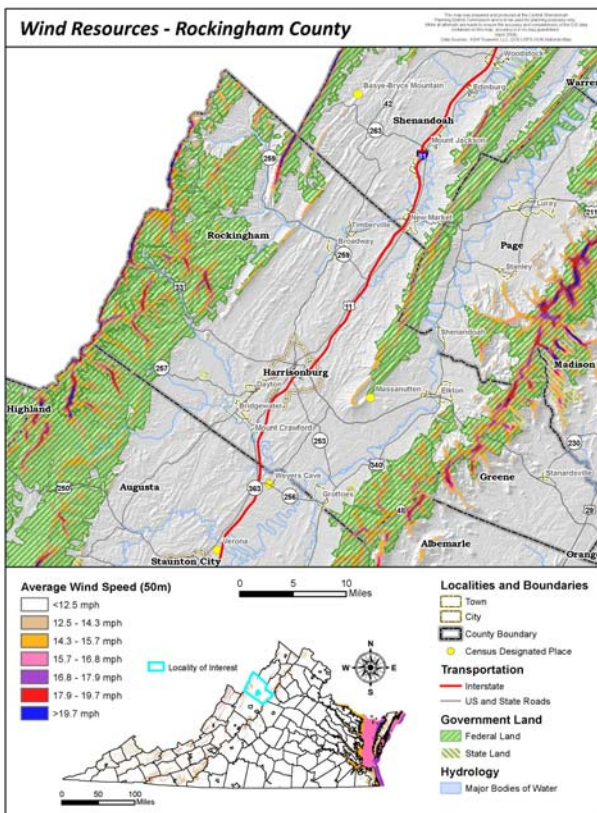 Wind Resources - Rockingham County
Woodstock
Basye-Bryce Mountain
Edinburg
Warren
42
Shenandoah
263
Mount Jackson
81
259
Luray
New Market
211
Timberville
Rockingham
Broadway
Page
259
Stanley
33
11
Shenandoah
Madison
Harrisonburg
257
Dayton
Massanutten
Elkton
Highland
Bridgewater
Mount Crawford
253
230
Weyers Cave
340
Stanardsville
Greene
250
Augusta
256
Grottoes
29
Verona
Albemarle
Orange
Staunton City
Average Wind Speed (50m)
<12.5 mph
12.5 - 14.3 mph
14.3 - 15.7 mph
15.7 - 16.8 mph
16.8 - 17.9 mph
17.9 - 19.7 mph
>19.7 mph
0 5 10
Miles
Locality of Interest
N
W E
S
0 50 100
Miles
Localities and Boundaries
Town
City
County Boundary
Census Designated Place
Transportation
Interstate
US and State Roads
Government Land
Federal Land
State Land
Hydrology
Major Bodies of Water